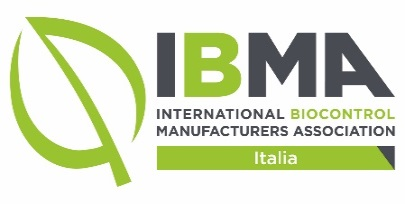 IBMA
INTERNATIONAL BIOCONTROL
MANUFACTURERS ASSOCIATION
Italia